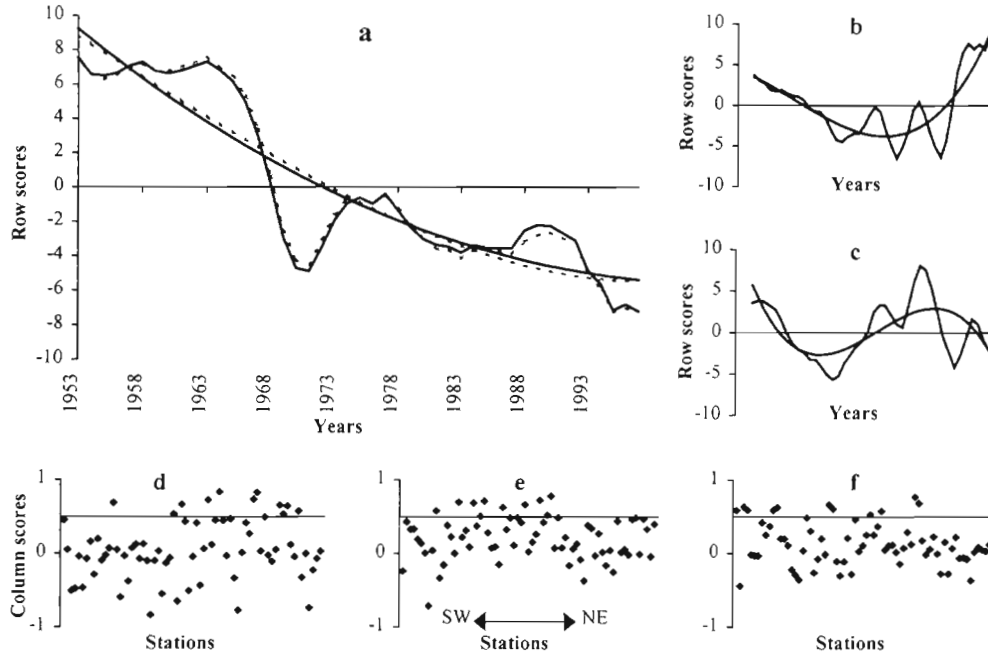 a
Row scores
10
8
6
4
2
0
-2
-4
-6
-8
-10
1953
1958
1963
1968
1973
1978
1983
1988
1993
Years
b
Row scores
10
5
0
-5
-10
Years
c
Row scores
10
5
0
-5
-10
Years
d
Column scores
1
0
-1
Stations
e
1
0
-1
SW
NE
Stations
f
1
0
-1
Stations